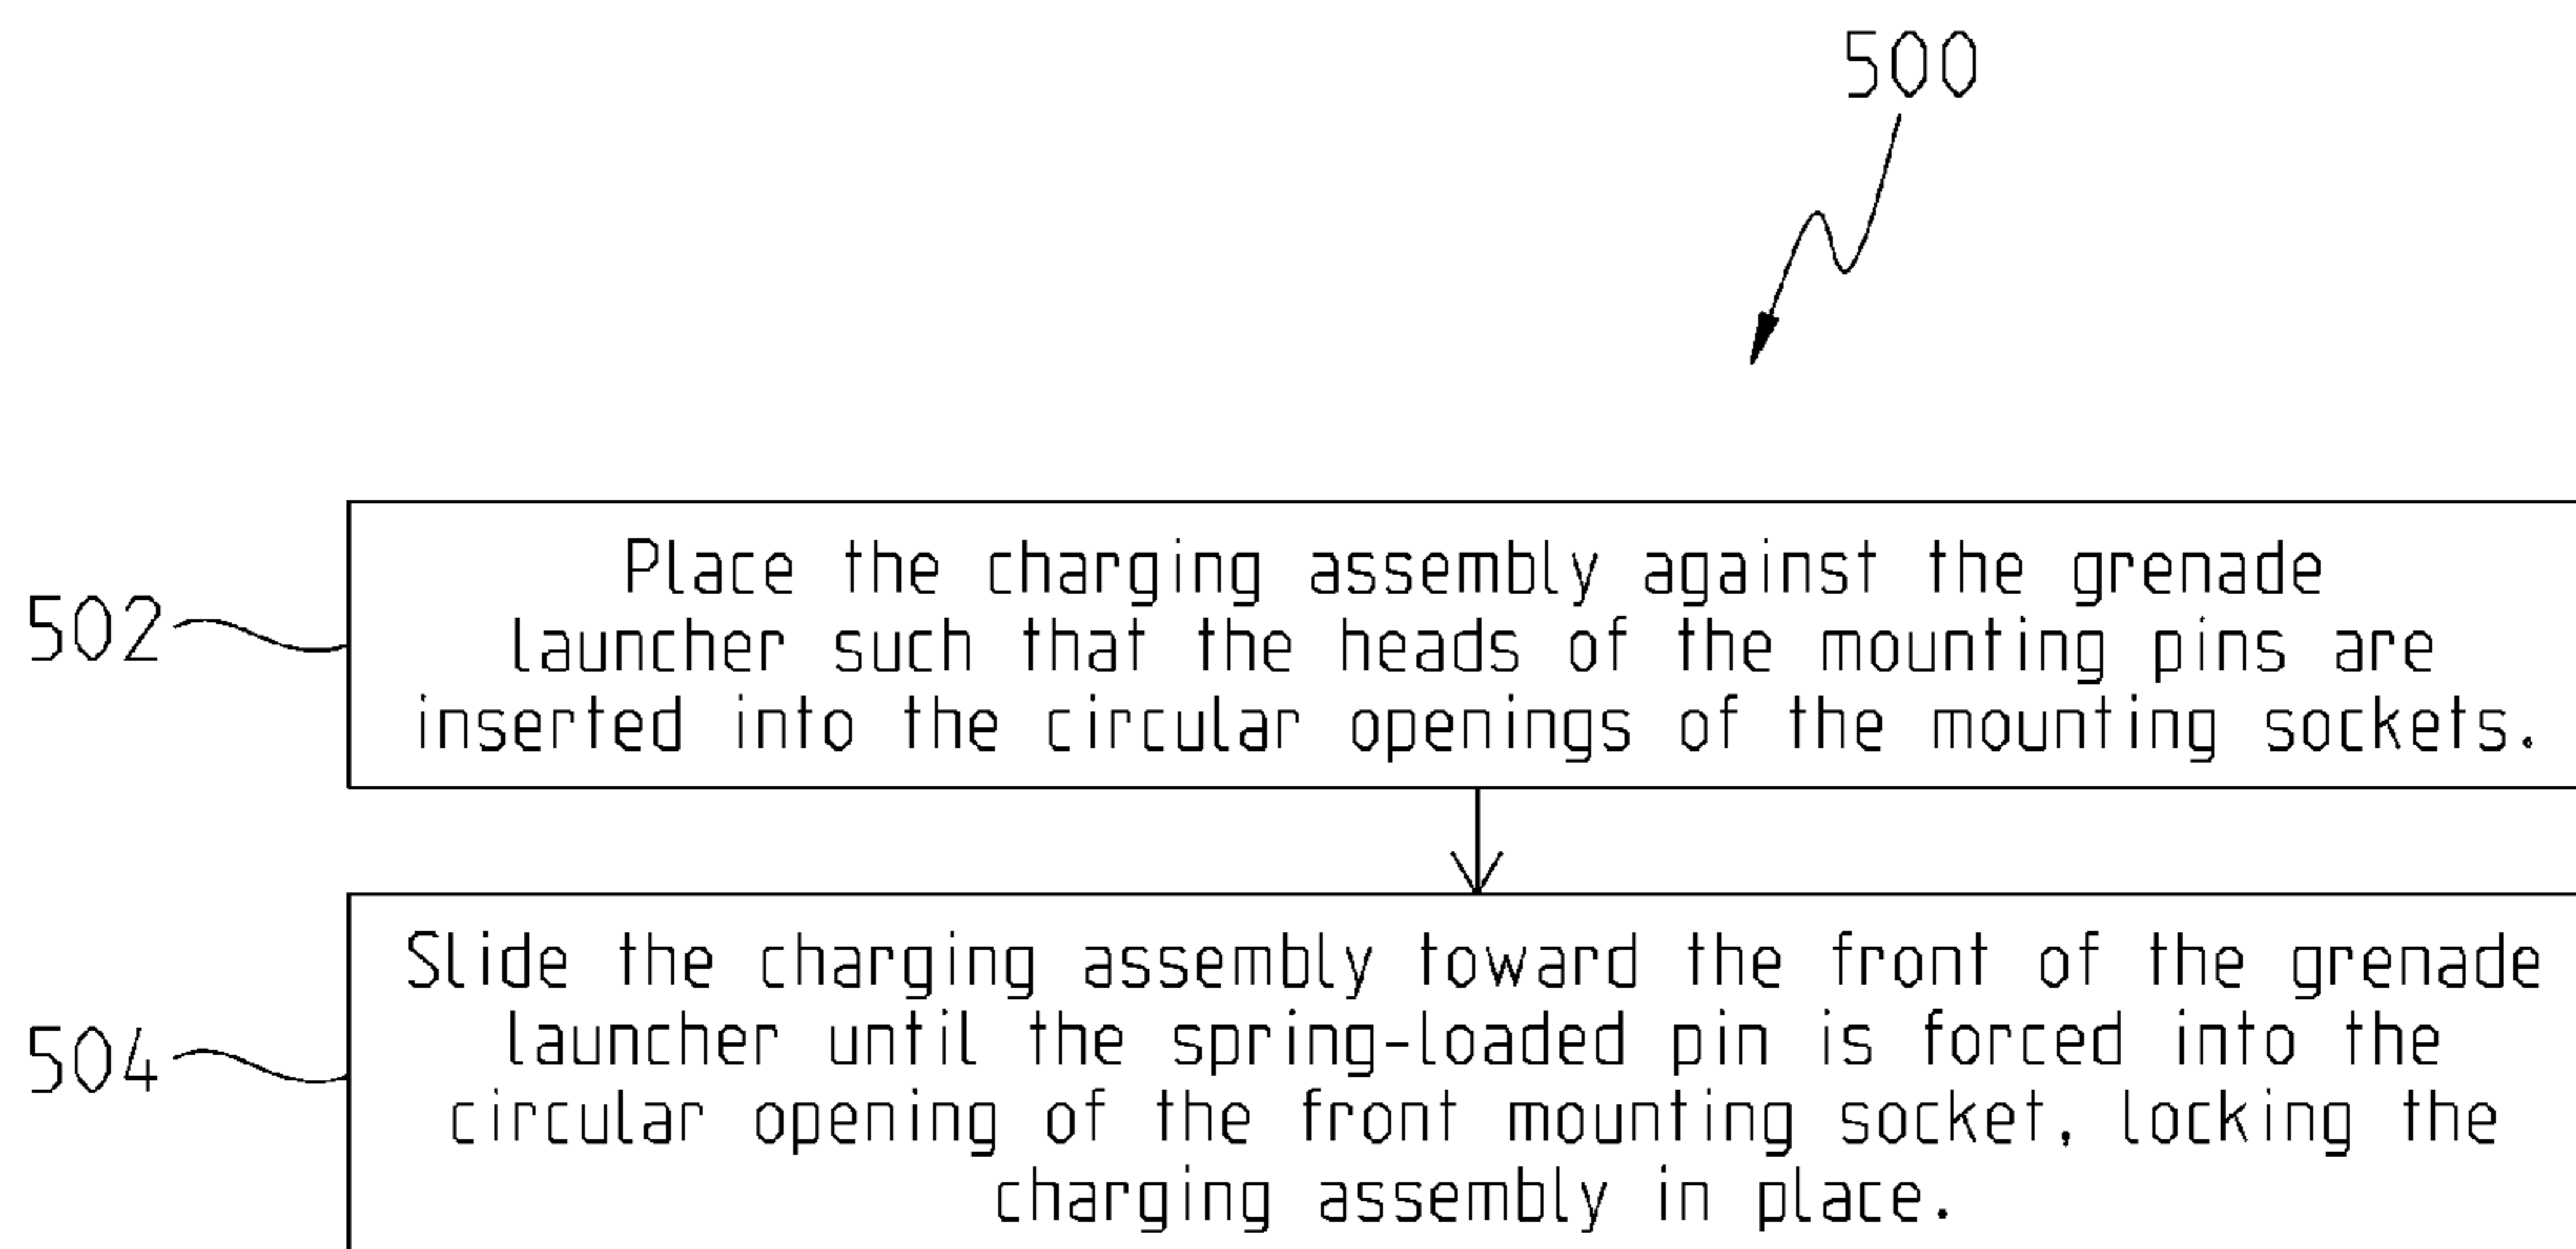 500
502
Place the charging assembly against the grenade
launcher such that the heads of the mounting pins are
inserted into the circular openings of the mounting sockets.
504
Slide the charging assembly toward the front of the grenade
launcher until the spring-loaded pin is forced into the
circular opening of the front mounting socket, locking the
charging assembly in place.